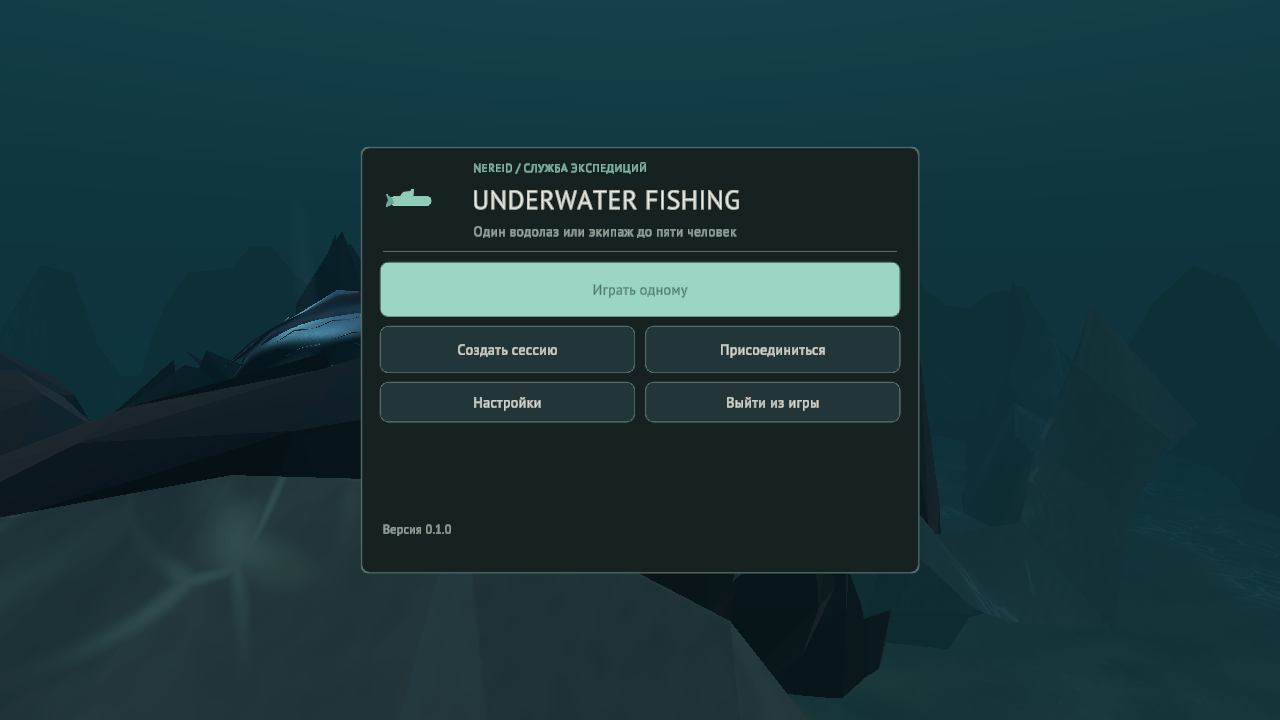 NEREID / СЛУЖБА ЭКСПЕДИЦИЙ
UNDERWATER FISHING
Один водолаз или экипаж до пяти человек
Играть одному
Создать сессию
Присоединиться
Настройки
Выйти из игры
Версия 0.1.0